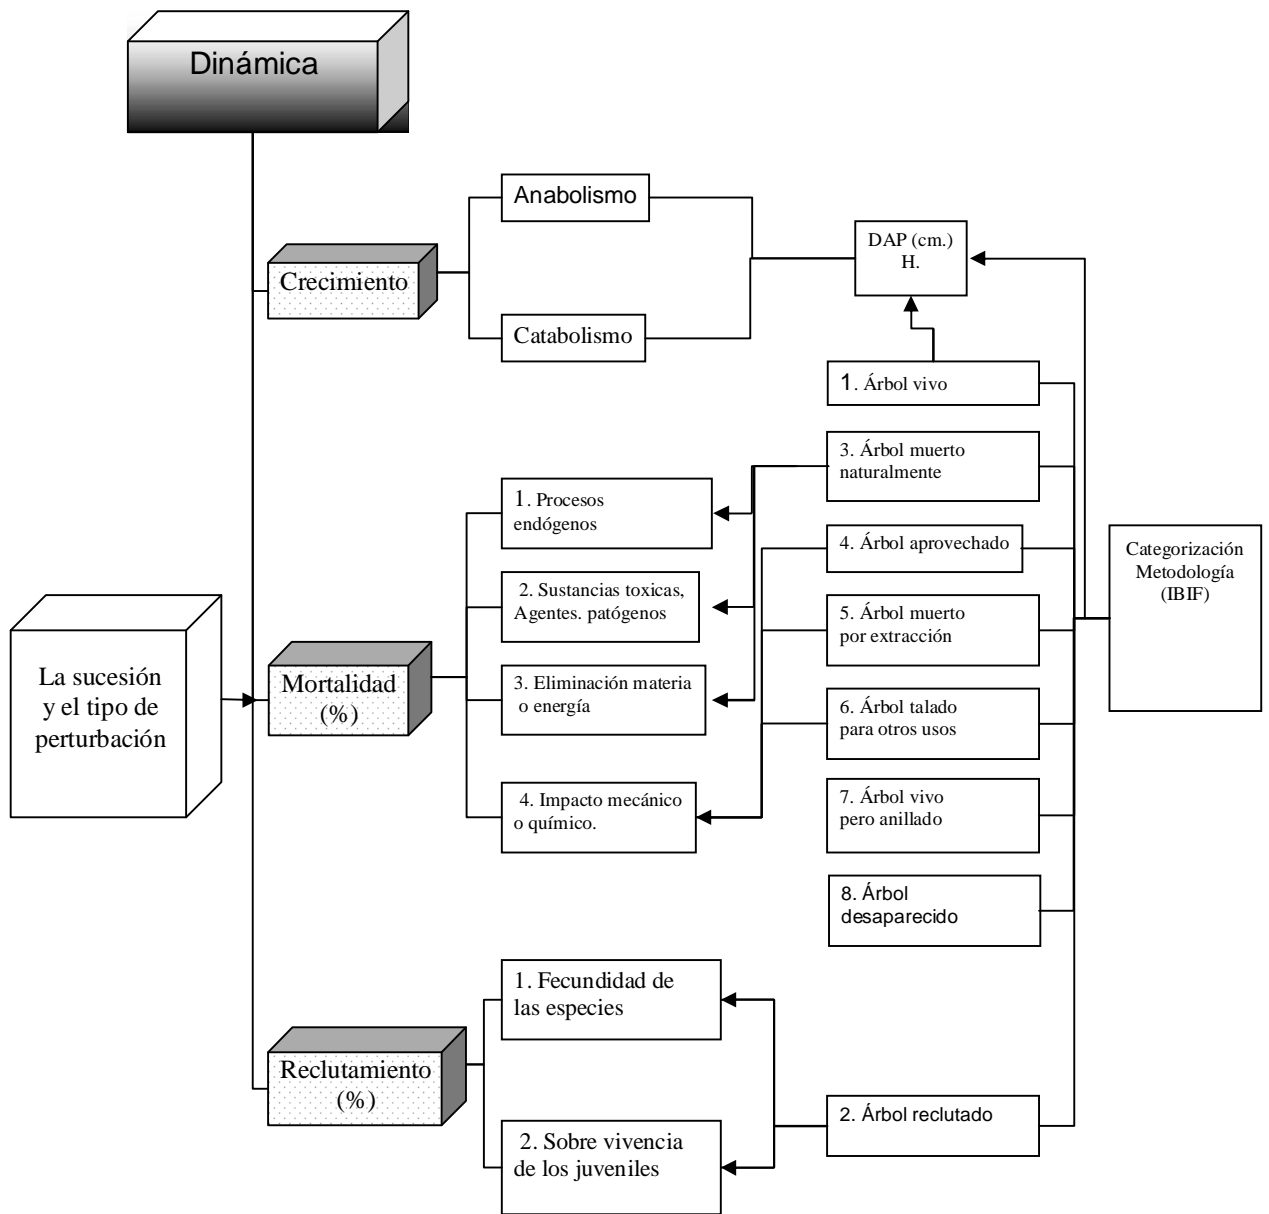 Dinámica
Anabolismo
DAP (cm.)
H.
Crecimiento
Catabolismo
1. Árbol vivo
3. Árbol muerto
naturalmente
1. Procesos
endógenos
4. Árbol aprovechado
Categorización
Metodología
(IBIF)
2. Sustancias toxicas,
Agentes. patógenos
5. Árbol muerto
por extracción
La sucesión
y el tipo de
perturbación
Mortalidad
(%)
3. Eliminación materia
o energía
6. Árbol talado
para otros usos
4. Impacto mecánico
o químico.
7. Árbol vivo
pero anillado
8. Árbol
desaparecido
1. Fecundidad de
las especies
Reclutamiento
(%)
2. Árbol reclutado
2. Sobre vivencia
de los juveniles